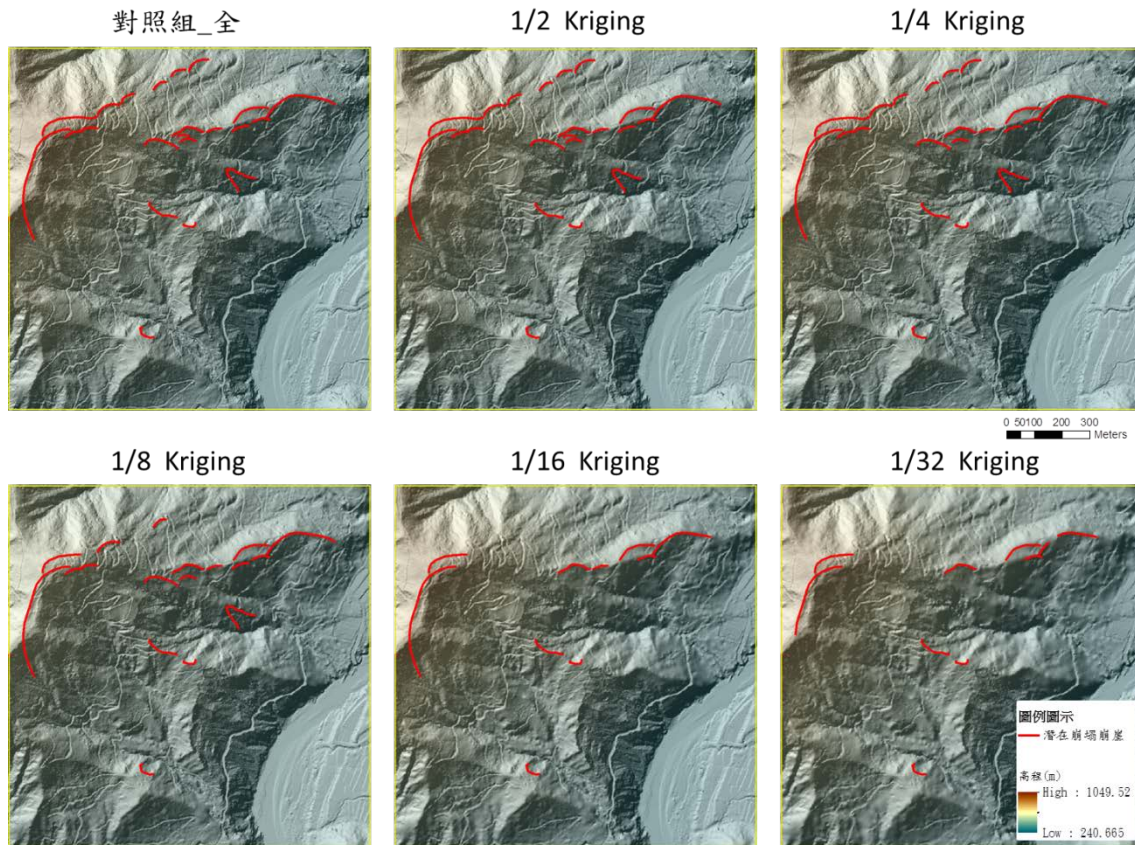 對照組_全
1/2 Kriging
1/4 Kriging
0 50100 200 300
Meters
1/8 Kriging
1/16 Kriging
1/32 Kriging
圖例圖示
潛在崩塌崩崖
高程(m)
High : 1049.52
Low : 240.665